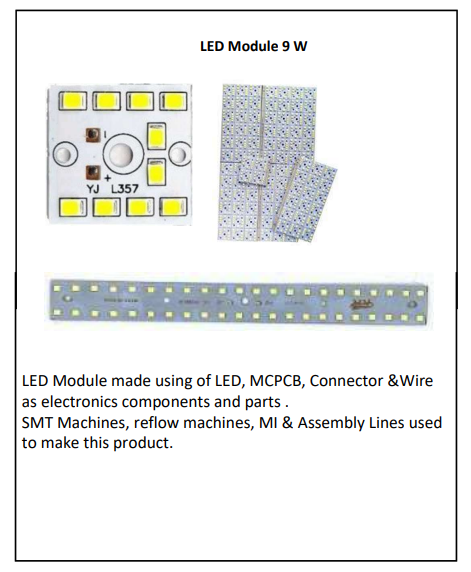 LED Module 9 W
I
+
YJ L357
LED Module made using of LED, MCPCB, Connector &Wire
as electronics components and parts .
SMT Machines, reflow machines, MI & Assembly Lines used
to make this product.